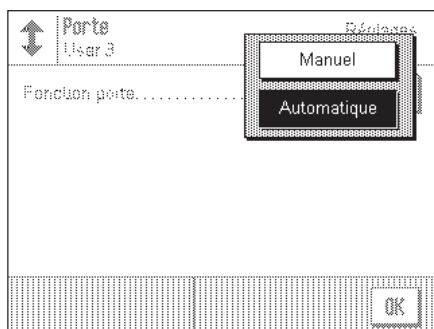 Porte
Réglages
User 3
Manuel
Fonction porte......................
Automatique
OK